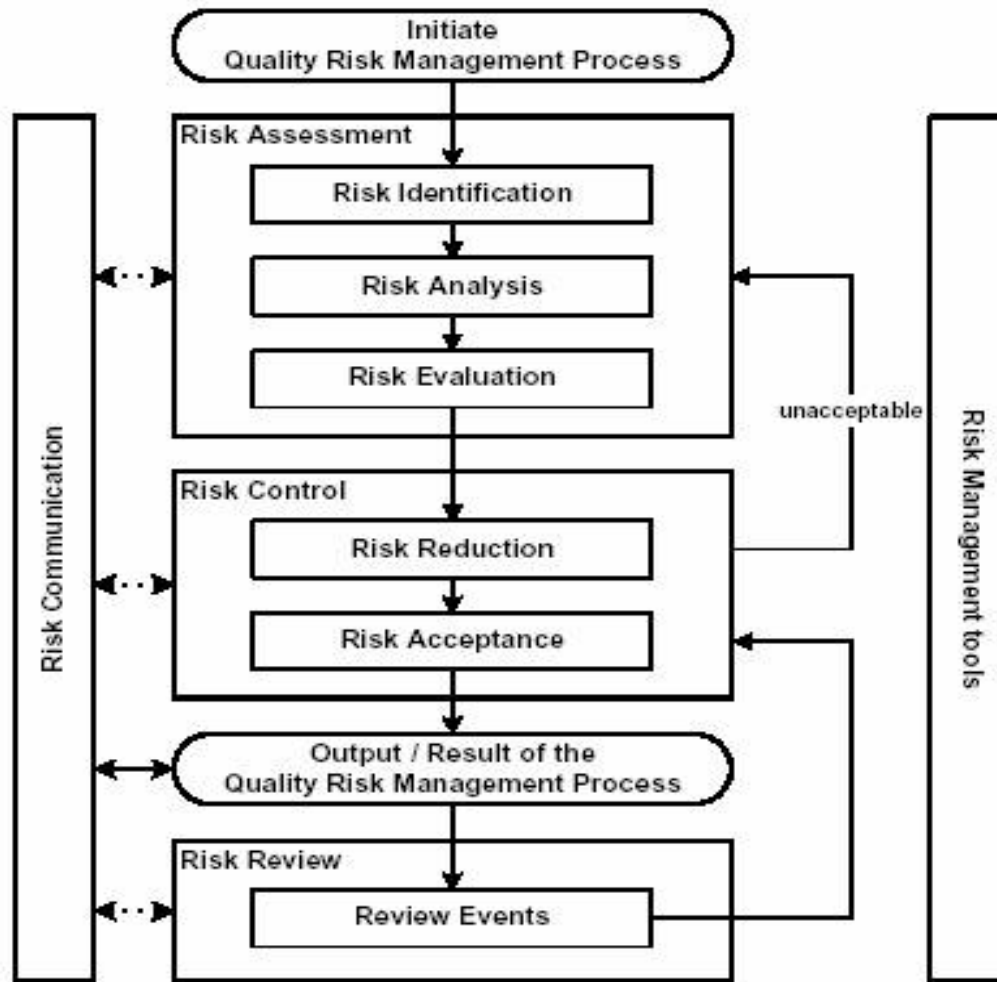 Initiate
Quality Risk Management Process
Risk Assessment
Risk Identification
Risk Analysis
Risk Evaluation
unacceptable
Risk Control
Risk Reduction
Risk Acceptance
Output / Result of the
Quality Risk Management Process
Risk Review
Review Events
Risk Communication
Risk Management tools